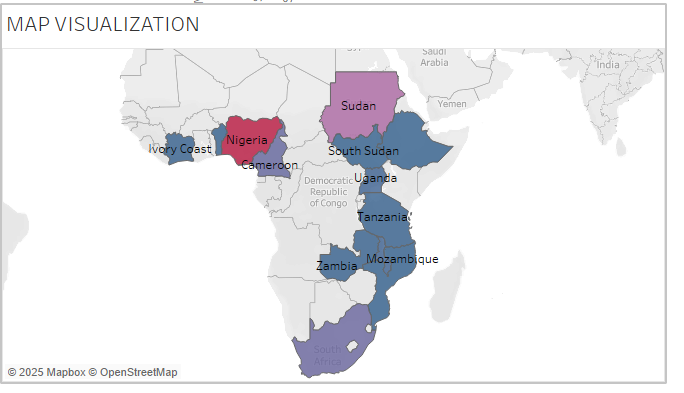 MAP VISUALIZATION
Saudi
Arabia
India
Yemen
Sudan
Ivory Coast
Nigeria
South Sudan
Cameroon
Democratic
Republic
of Congo
Uganda
Tanzania
Zambia
Mozambique
South
Africa
© 2025 Mapbox © OpenStreetMap